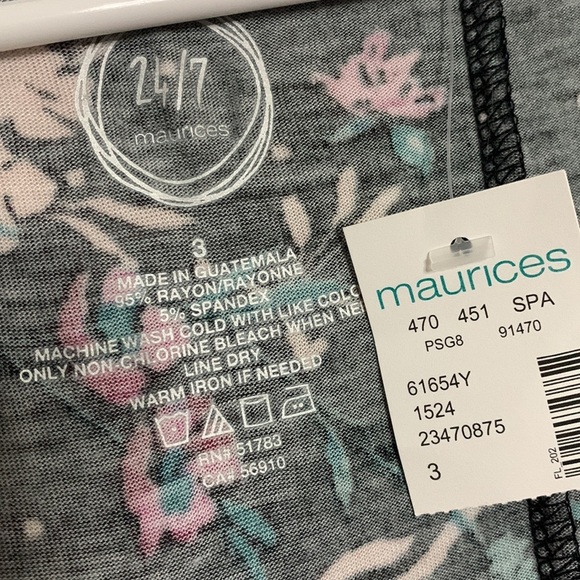 24/7
maurices
3
MADE IN GUATEMALA
95% RAYON/RAYONNE
5% SPANDEX
MACHINE WASH COLD WITH LIKE COLO
ONLY NON-CHLORINE BLEACH WHEN NE
LINE DRY
WARM IRON IF NEEDED
RN# 51783
CA# 56910
maurices
470 451 SPA
PSG8 91470
61654Y
1524
23470875
3
FL 202